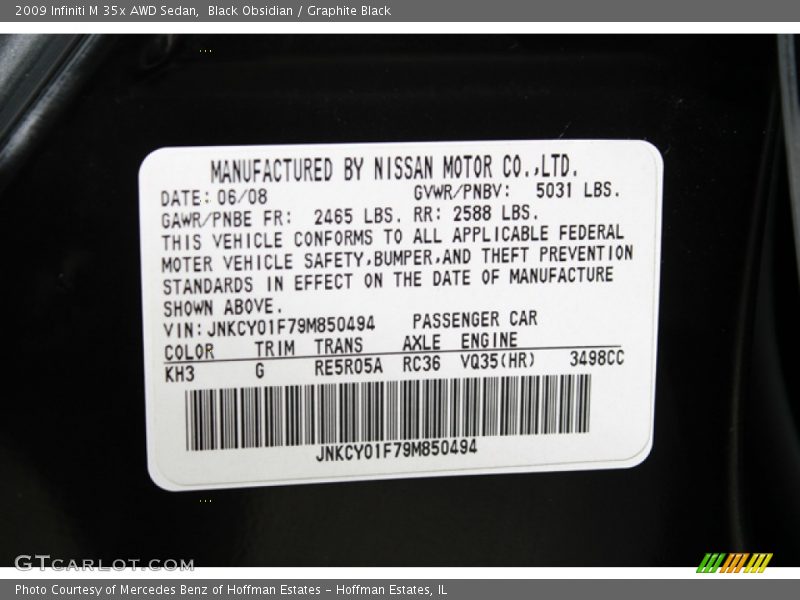 2009 Infiniti M 35x AWD Sedan,  Black Obsidian / Graphite Black
MANUFACTURED BY NISSAN MOTOR CO.,LTD.
DATE: 06/08 GVWR/PNBV: 5031 LBS.
GAWR/PNBE FR: 2465 LBS. RR: 2588 LBS.
THIS VEHICLE CONFORMS TO ALL APPLICABLE FEDERAL
MOTER VEHICLE SAFETY,BUMPER,AND THEFT PREVENTION
STANDARDS IN EFFECT ON THE DATE OF MANUFACTURE
SHOWN ABOVE.
VIN: JNKCY01F79M850494 PASSENGER CAR
COLOR TRIM TRANS AXLE ENGINE
KH3 G RE5R05A RC36 VQ35(HR) 3498CC
JNKCY01F79M850494
GTCARLOT.COM
Photo Courtesy of Mercedes Benz of Hoffman Estates - Hoffman Estates, IL